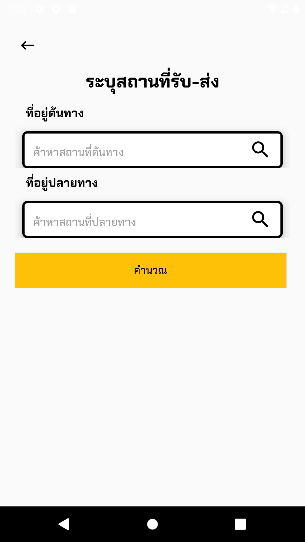 ระบุสถานที่รับ-ส่ง
ที่อยู่ต้นทาง
ค้าหาสถานที่ต้นทาง
ที่อยู่ปลายทาง
ค้าหาสถานที่ปลายทาง
คำนวณ